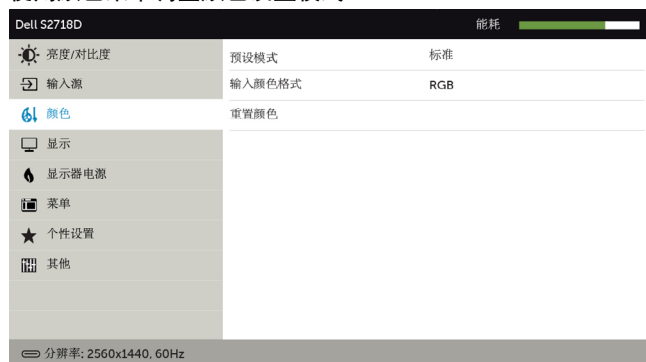 Dell S2718D 能耗
亮度/对比度
预设模式 标准
输入源
输入颜色格式 RGB
颜色
重置颜色
显示
显示器电源
菜单
个性设置
其他
分辨率: 2560x1440, 60Hz